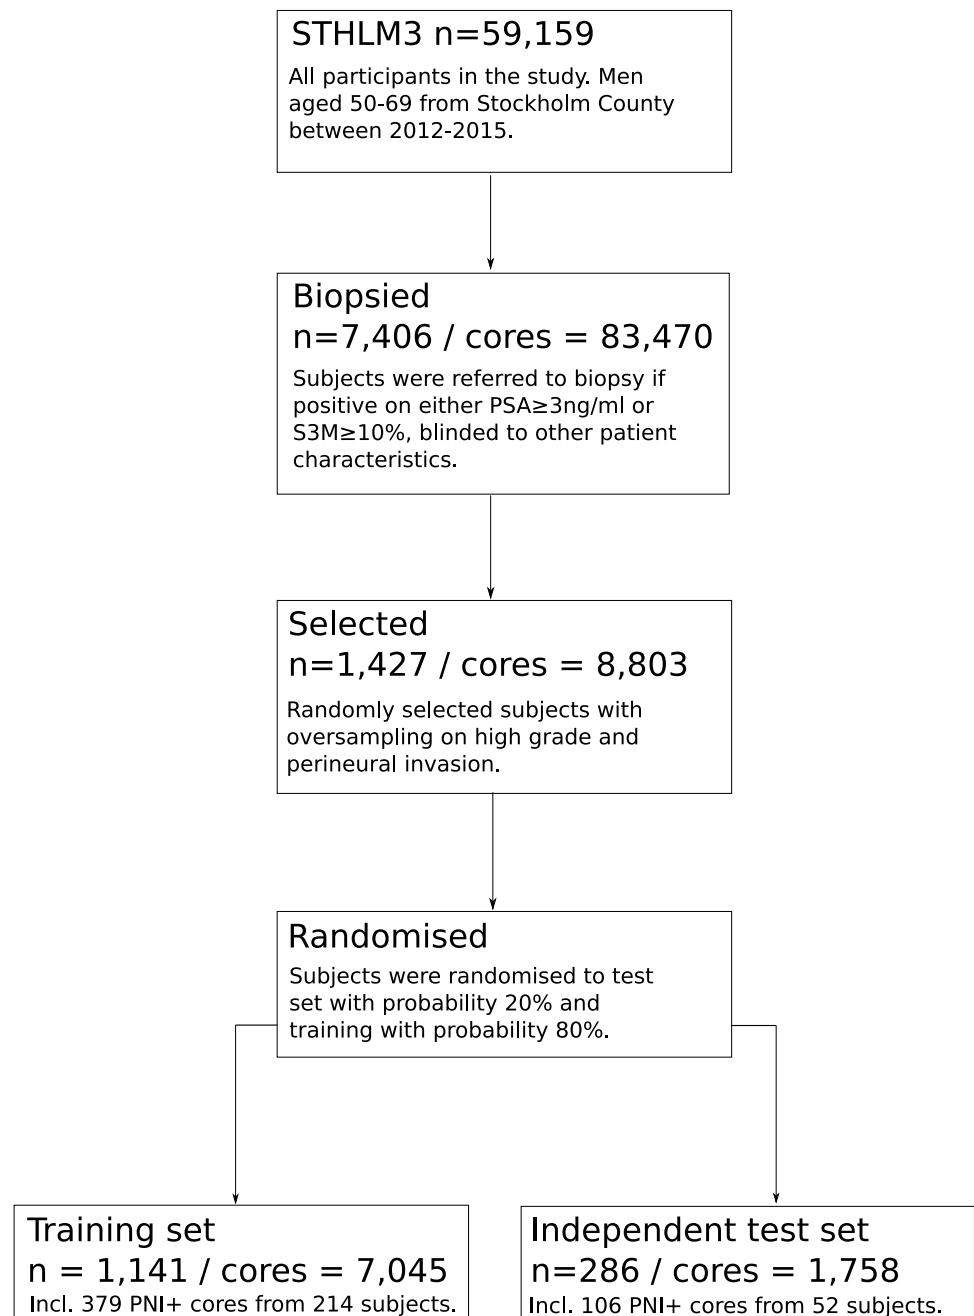 STHLM3 n=59,159
All participants in the study. Men
aged 50-69 from Stockholm County
between 2012-2015.
Biopsied
n=7,406 / cores = 83,470
Subjects were referred to biopsy if
positive on either PSA≥3ng/ml or
S3M≥10%, blinded to other patient
characteristics.
Selected
n=1,427 / cores = 8,803
Randomly selected subjects with
oversampling on high grade and
perineural invasion.
Randomised
Subjects were randomised to test
set with probability 20% and
training with probability 80%.
Training set
n = 1,141 / cores = 7,045
Incl. 379 PNI+ cores from 214 subjects.
Independent test set
n=286 / cores = 1,758
Incl. 106 PNI+ cores from 52 subjects.